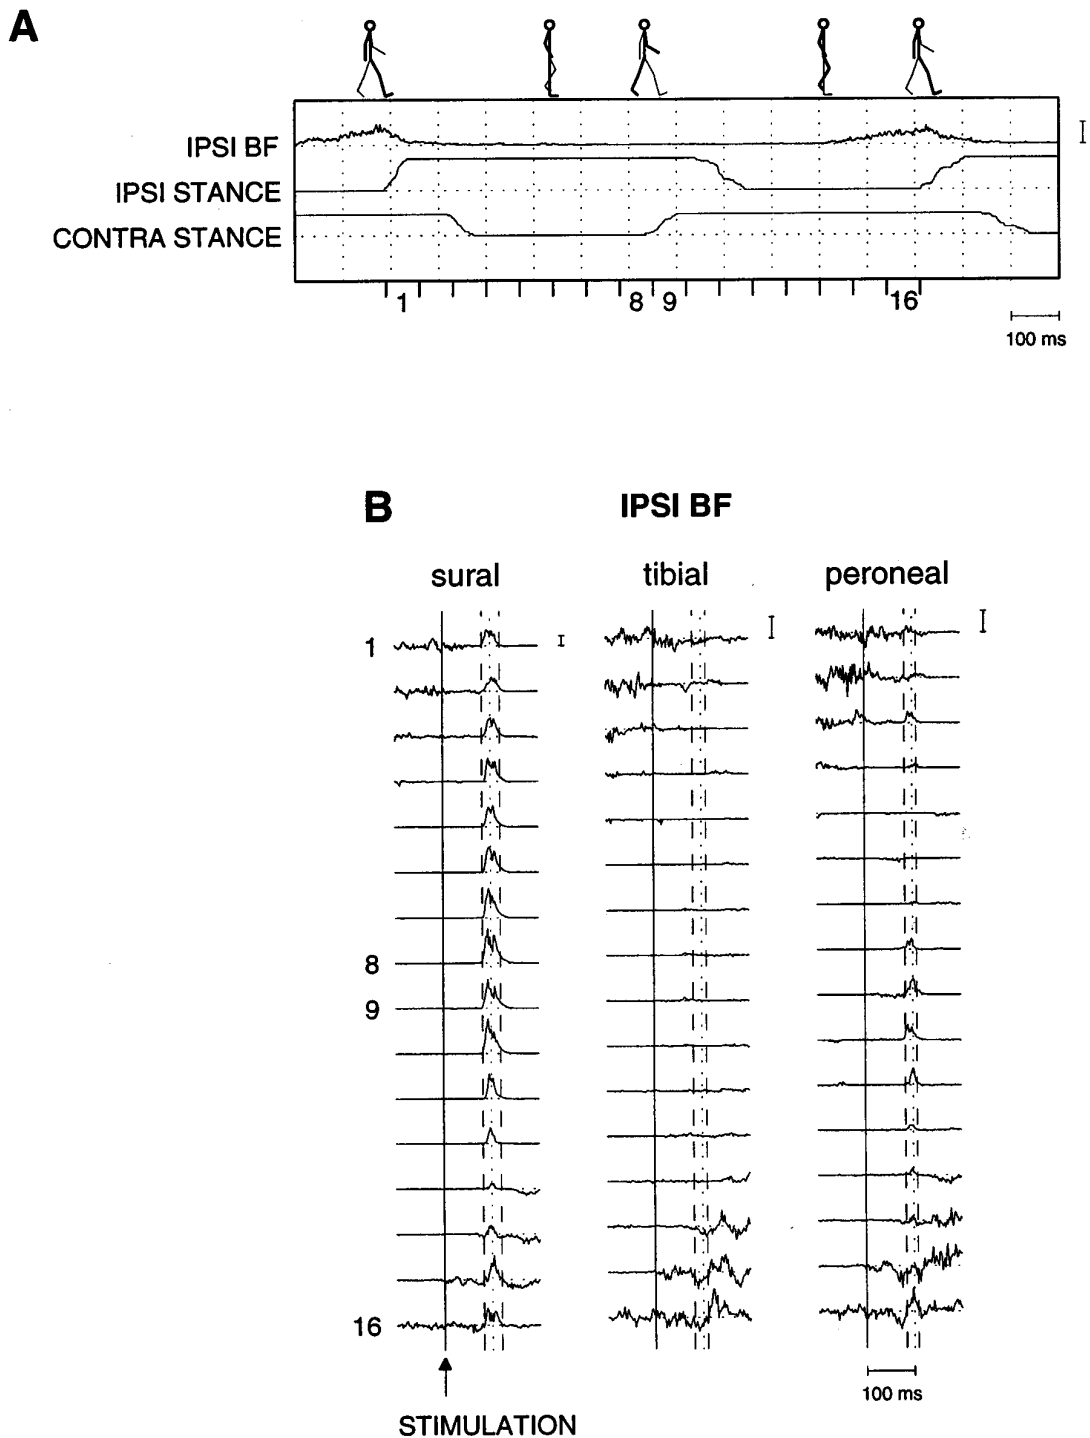 A
IPSI BF
IPSI STANCE
CONTRA STANCE
1 8 9 16
100 ms
B IPSI BF
sural tibial peroneal
1
8
9
16
100 ms
STIMULATION